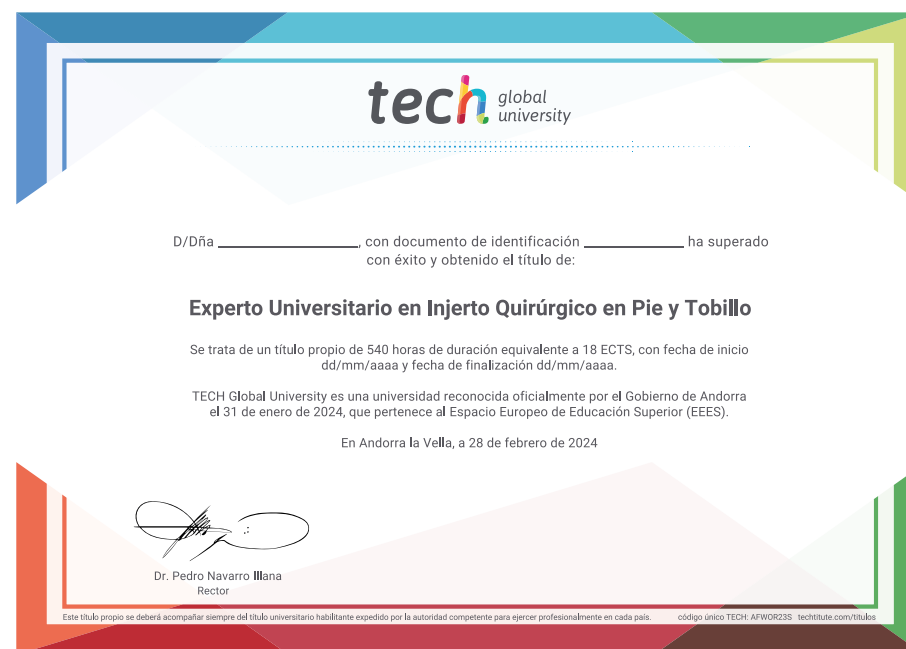 tech global university
D/Dña ______________, con documento de identificación __________ ha superado
con éxito y obtenido el título de:
Experto Universitario en Injerto Quirúrgico en Pie y Tobillo
Se trata de un título propio de 540 horas de duración equivalente a 18 ECTS, con fecha de inicio
dd/mm/aaaa y fecha de finalización dd/mm/aaaa.
TECH Global University es una universidad reconocida oficialmente por el Gobierno de Andorra
el 31 de enero de 2024, que pertenece al Espacio Europeo de Educación Superior (EEES).
En Andorra la Vella, a 28 de febrero de 2024
Dr. Pedro Navarro Illana
Rector
Este título propio se deberá acompañar siempre del título universitario habilitante expedido por la autoridad competente para ejercer profesionalmente en cada país. código único TECH: AFWOR23S techtitute.com/titulos